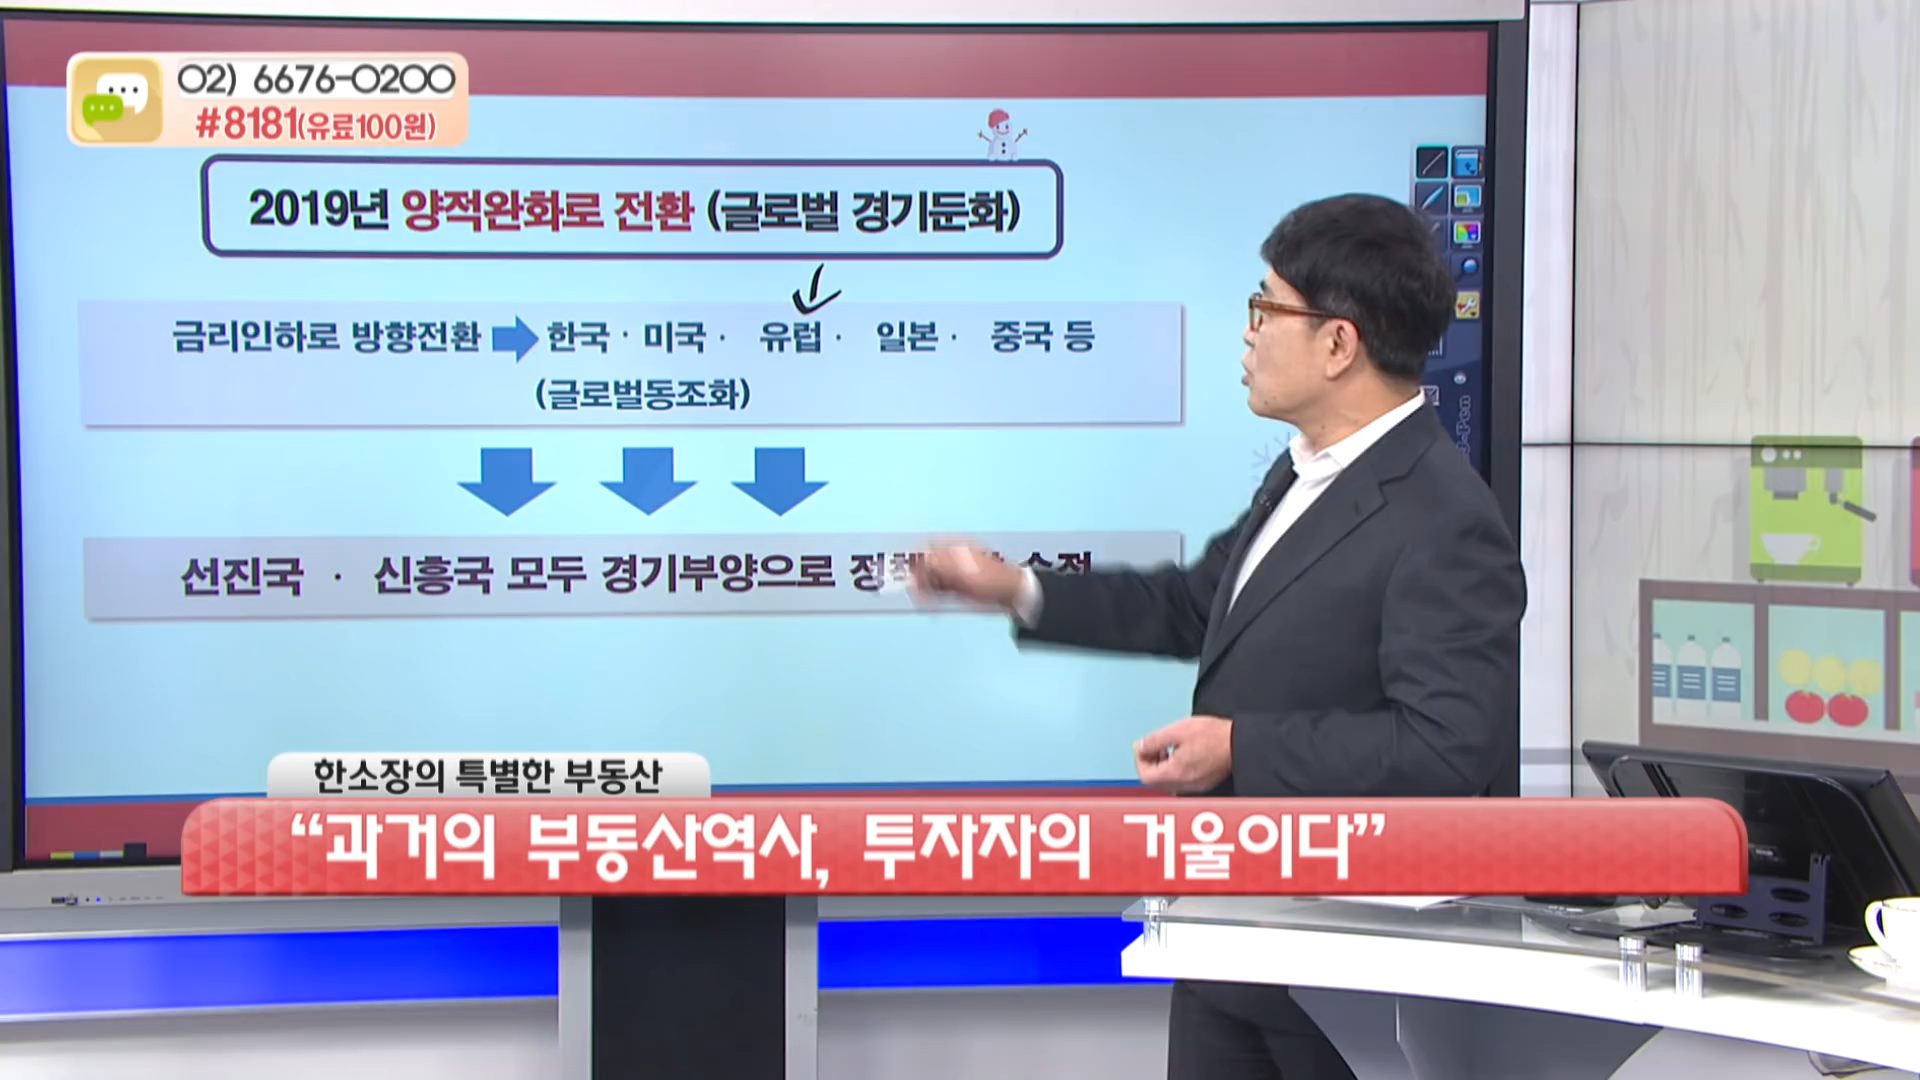 02) 6676-0200
#8181(유료100원)
2019년 양적완화로 전환 (글로벌 경기둔화)
금리인하로 방향전환 한국 · 미국 · 유럽 · 일본 · 중국 등
(글로벌동조화)
선진국 · 신흥국 모두 경기부양으로
한소장의 특별한 부동산
“과거의 부동산역사, 투자자의 거울이다”